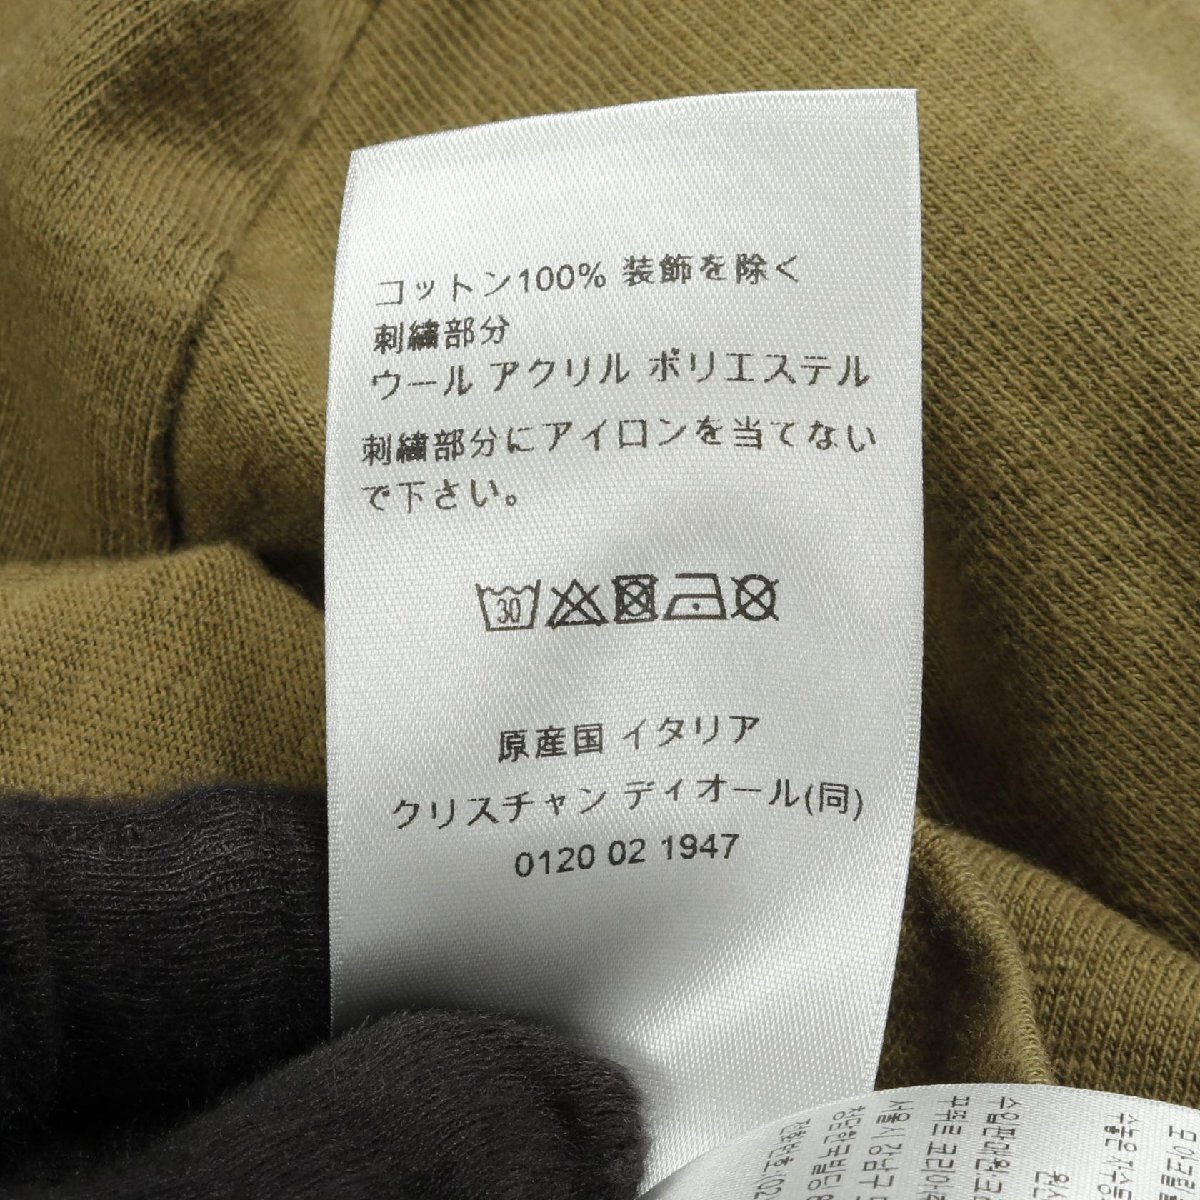 コットン100% 装飾を除く
刺繍部分
ウール アクリル ポリエステル
刺繍部分にアイロンを当てない
で下さい。
30
原産国 イタリア
クリスチャン ディオール(同)
0120 02 1947